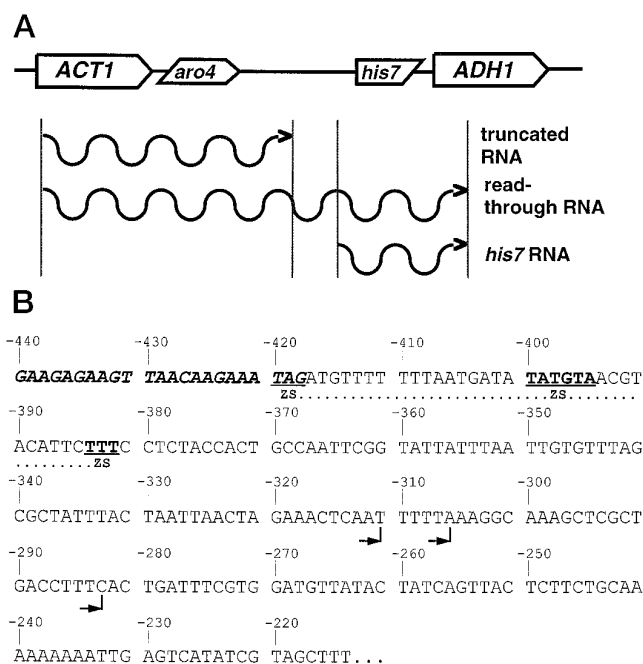 A
ACT1 aro4 his7 ADH1
truncated
RNA
read-
through RNA
his7 RNA
B
-440 -430 -420 -410 -400
GAAGAGAAGT TAACAAGAAA TAGATGTTTT TTTAATGATA TATGTAACGT
ZS ZS
-390 -380 -370 -360 -350
ACATTCTTTC CTCTACCACT GCCAATTCGG TATTATTTAA TTGTGTTTAG
ZS
-340 -330 -320 -310 -300
CGCTATTTAC TAATTAACTA GAAACTCAAT TTTTAAAGGC AAAGCTCGCT
-290 -280 -270 -260 -250
GACCTTTCAC TGATTTCGTG GATGTTATAC TATCAGTTAC TCTTCTGCAA
-240 -230 -220
AAAAAAATTG AGTCATATCG TAGCTTT...